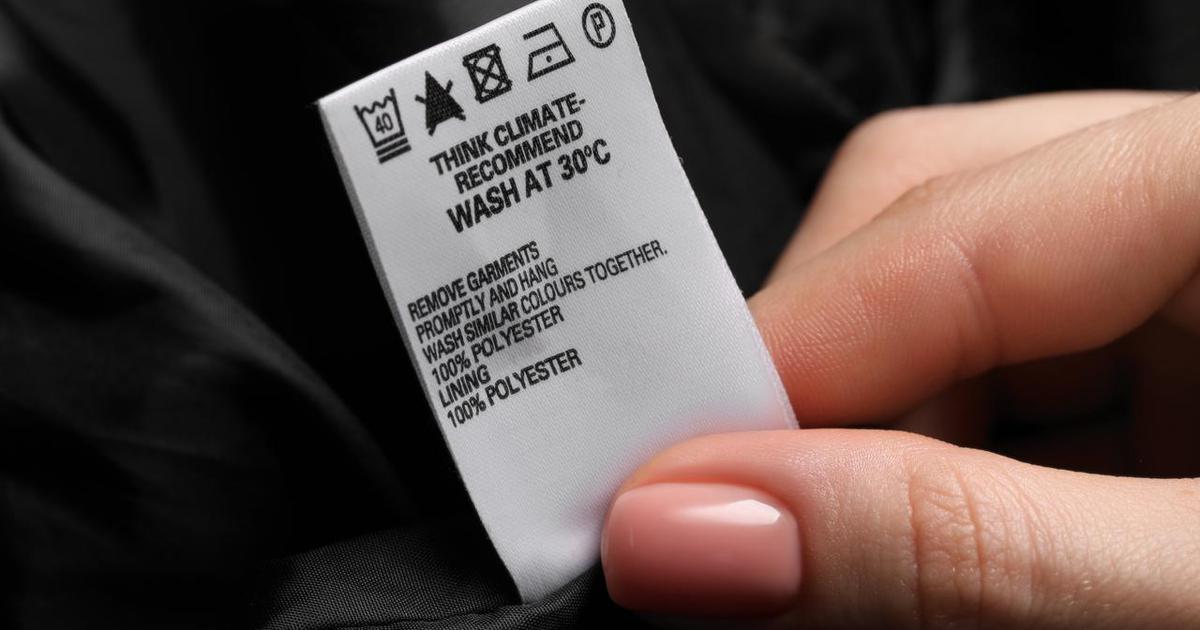 40
P
THINK CLIMATE-
RECOMMEND
WASH AT 30ºC
REMOVE GARMENTS
PROMPTLY AND HANG
WASH SIMILAR COLOURS TOGETHER.
100% POLYESTER
LINING
100% POLYESTER